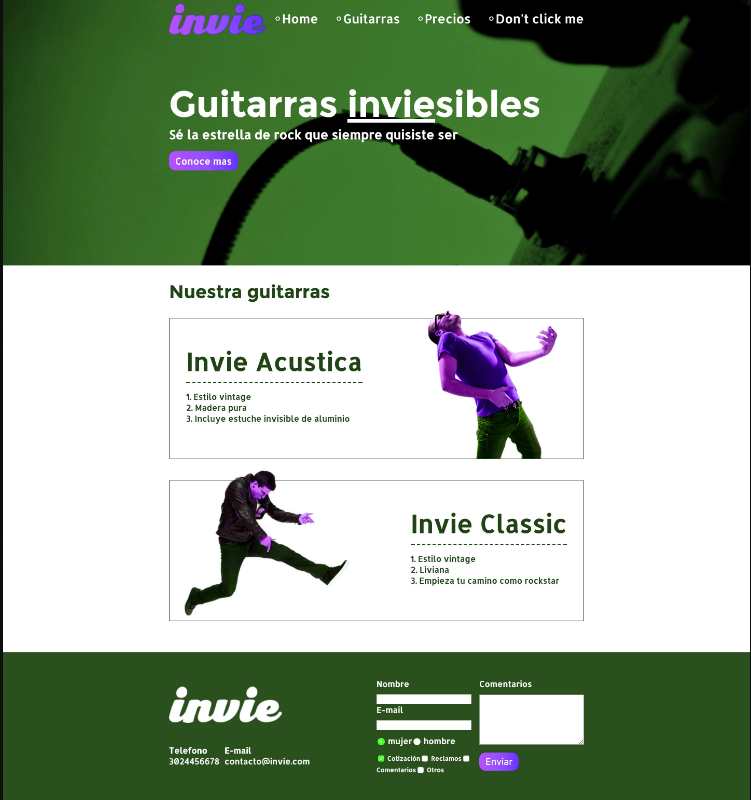 invie
Home Guitarras Precios Don't click me
Guitarras inviesibles
Sé la estrella de rock que siempre quisiste ser
Conoce mas
Nuestra guitarras
Invie Acustica
1. Estilo vintage
2. Madera pura
3. Incluye estuche invisible de aluminio
Invie Classic
1. Estilo vintage
2. Liviana
3. Empieza tu camino como rockstar
invie
Telefono E-mail
3024456678 contacto@invie.com
Nombre
E-mail
mujer hombre
Cotización Reclamos
Comentarios Otros
Comentarios
Enviar